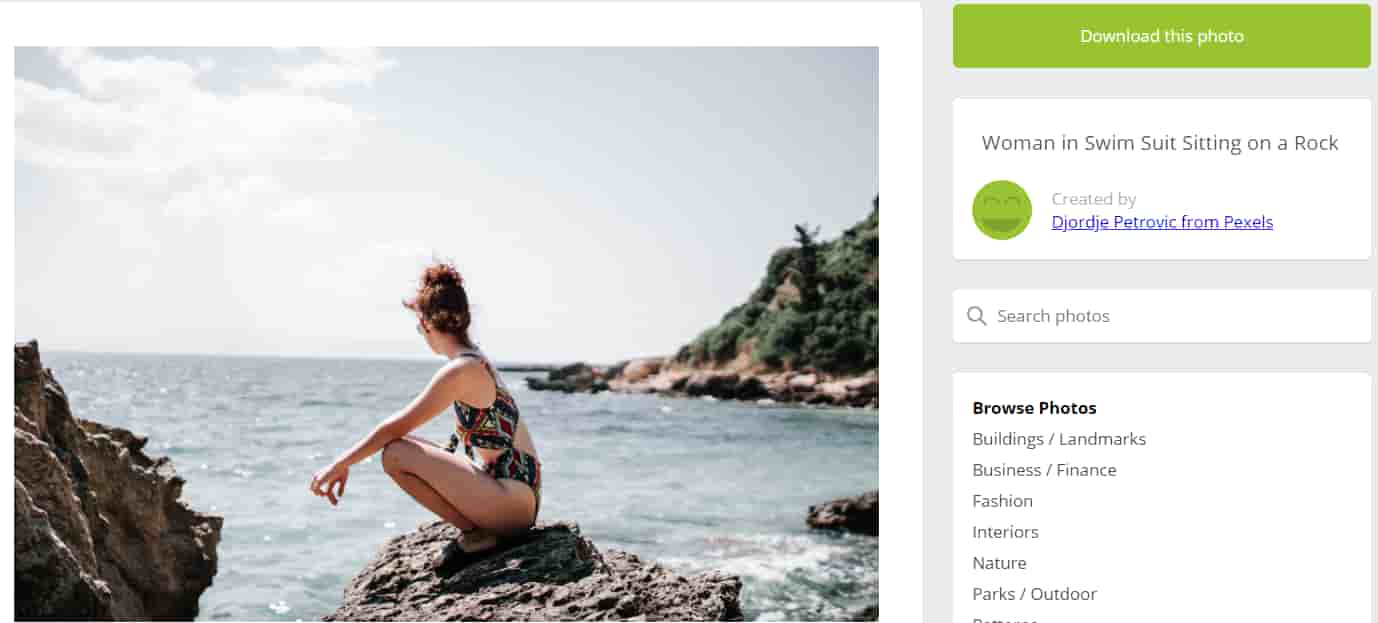 Download this photo
Woman in Swim Suit Sitting on a Rock
Created by
Djordje Petrovic from Pexels
Search photos
Browse Photos
Buildings / Landmarks
Business / Finance
Fashion
Interiors
Nature
Parks / Outdoor